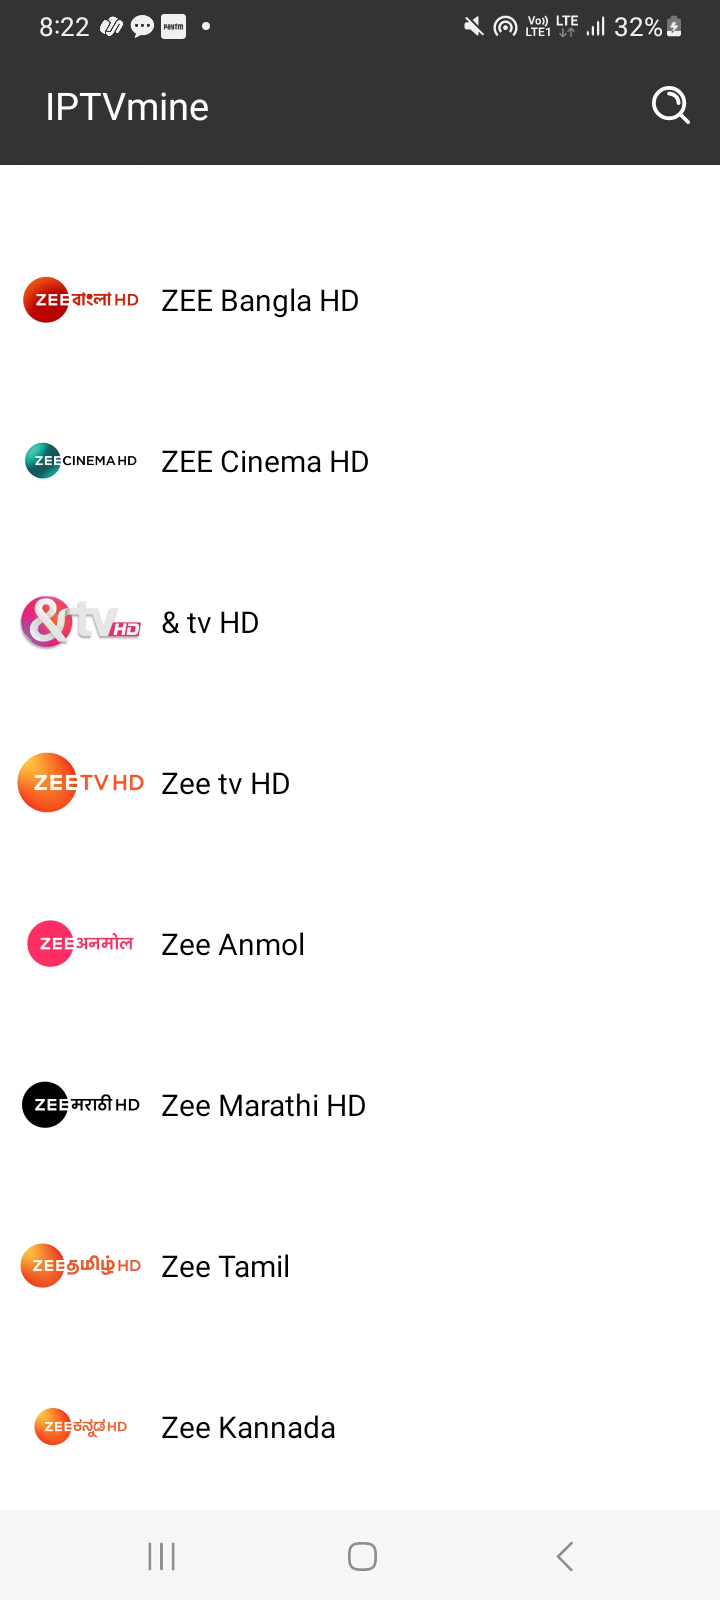 8:22 Paytm Vo)) LTE1 LTE 32%
IPTVmine
ZEE বাংলা HD ZEE Bangla HD
ZEE CINEMA HD ZEE Cinema HD
&tv HD & tv HD
ZEE TV HD Zee tv HD
ZEE अनमोल Zee Anmol
ZEE मराठी HD Zee Marathi HD
ZEE தமிழ் HD Zee Tamil
ZEE ಕನ್ನಡ HD Zee Kannada